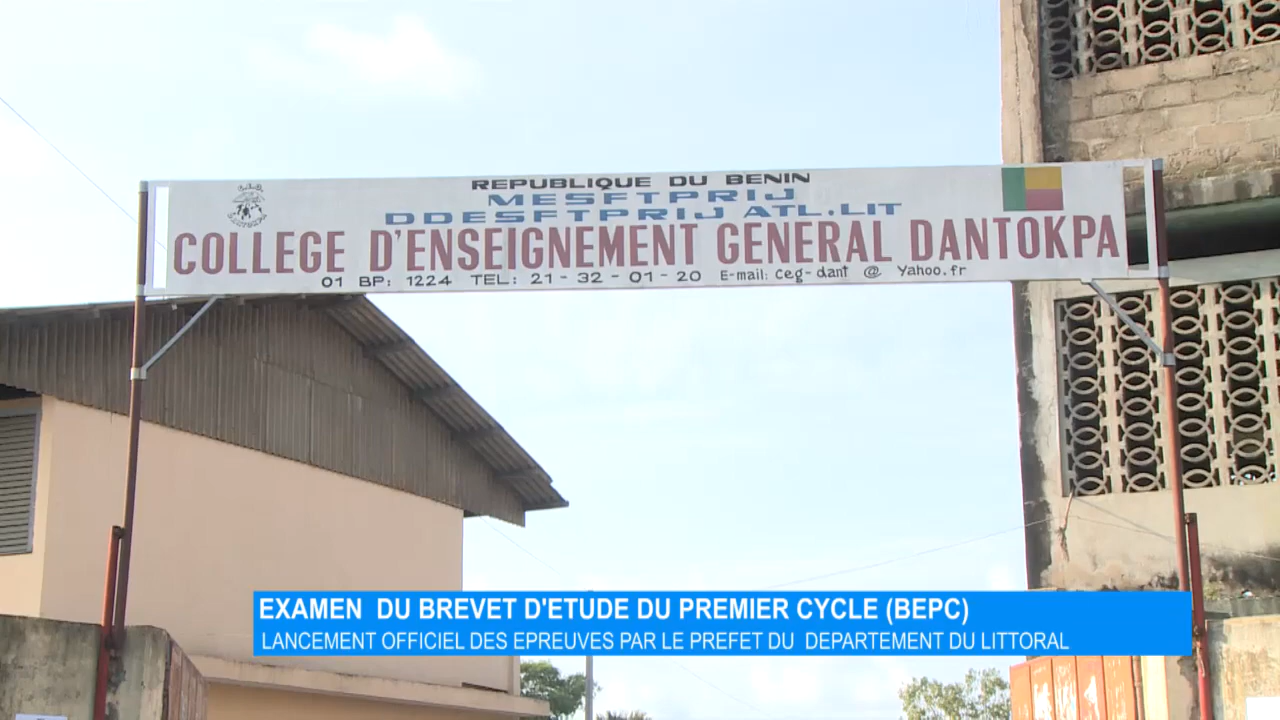 REPUBLIQUE DU BENIN
MESFTPRIJ
DDESFTPRIJ ATL.LIT
COLLEGE D'ENSEIGNEMENT GENERAL DANTOKPA
01 BP: 1224 TEL: 21-32-01-20 E-mail: Ceg-dant @ Yahoo.fr
EXAMEN DU BREVET D'ETUDE DU PREMIER CYCLE (BEPC)
LANCEMENT OFFICIEL DES EPREUVES PAR LE PREFET DU DEPARTEMENT DU LITTORAL